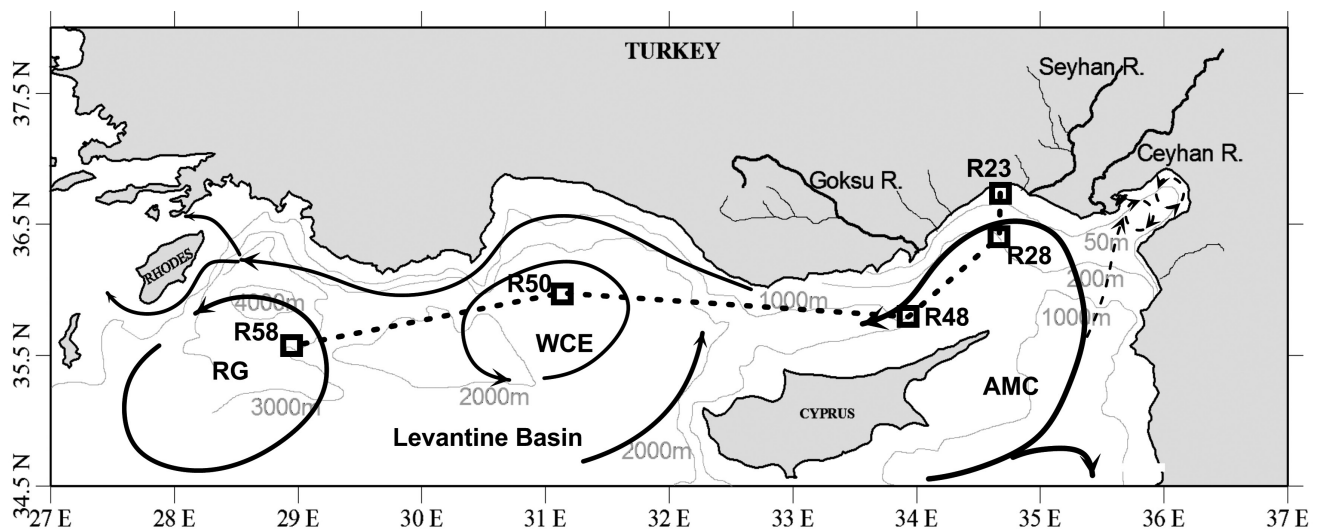 TURKEY
Seyhan R.
37.5 N
Ceyhan R.
R23
Goksu R.
36.5 N
50m
R28
RHODES
200m
R50
4000m
1000m
R48
1000m
R58
35.5 N
WCE
RG
AMC
2000m
3000m
CYPRUS
Levantine Basin
2000m
34.5 N
27 E 28 E 29 E 30 E 31 E 32 E 33 E 34 E 35 E 36 E 37 E